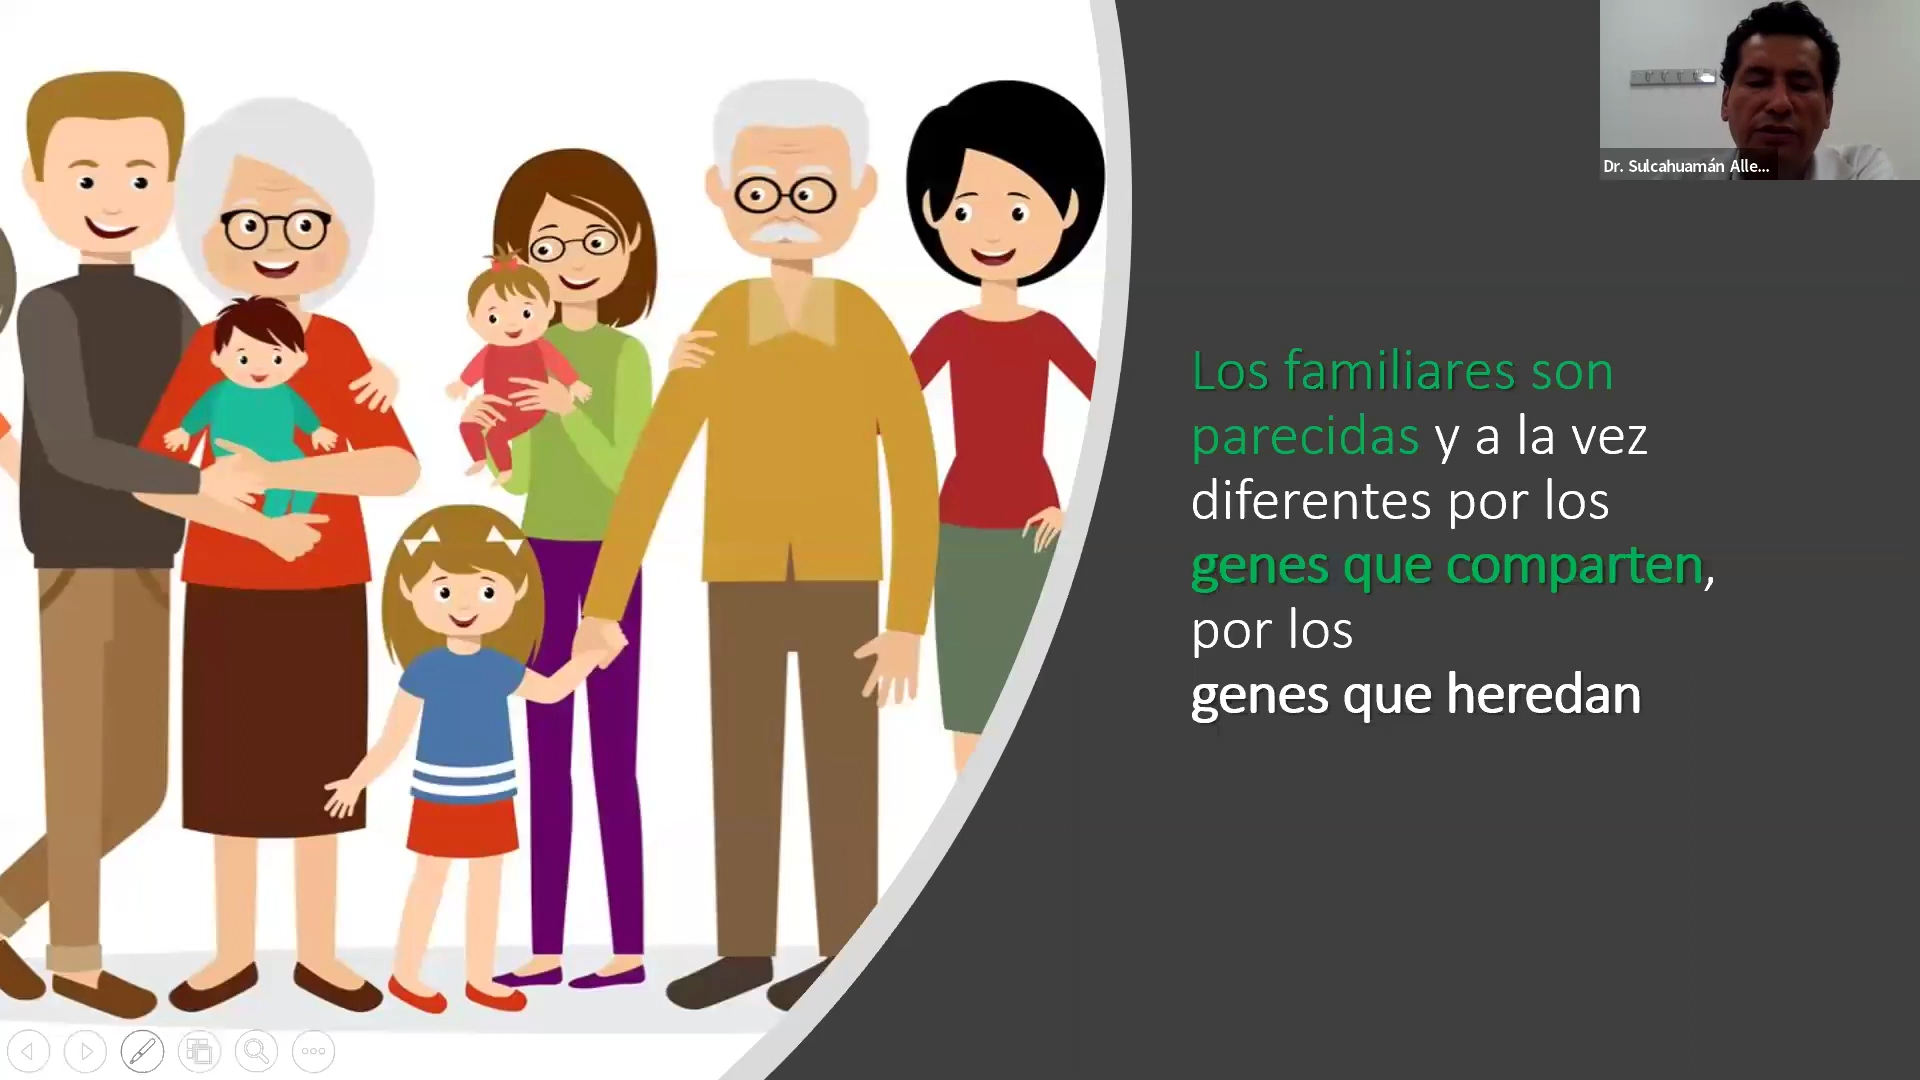 Dr. Sulcahuamán Alle...
Los familiares son
parecidas y a la vez
diferentes por los
genes que comparten,
por los
genes que heredan